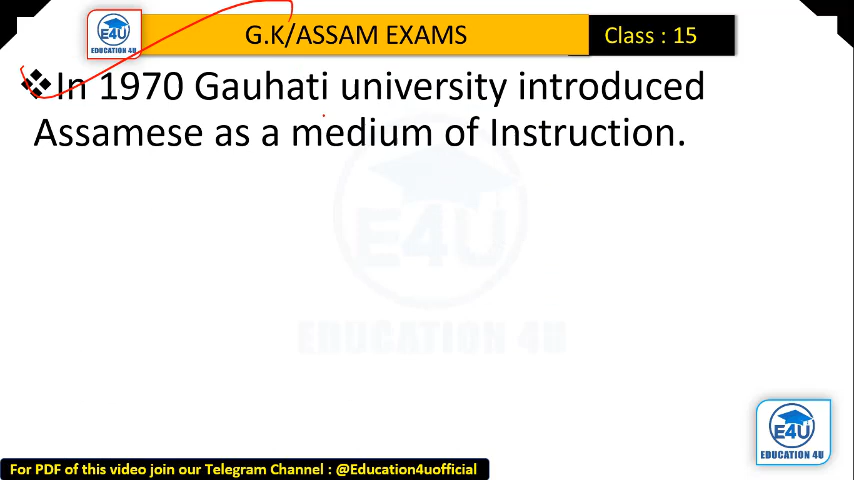 E4U
EDUCATION 4U
G.K/ASSAM EXAMS
Class : 15
❖In 1970 Gauhati university introduced
Assamese as a medium of Instruction.
E4U
EDUCATION 4U
E4U
EDUCATION 4U
For PDF of this video join our Telegram Channel : @Education4uofficial